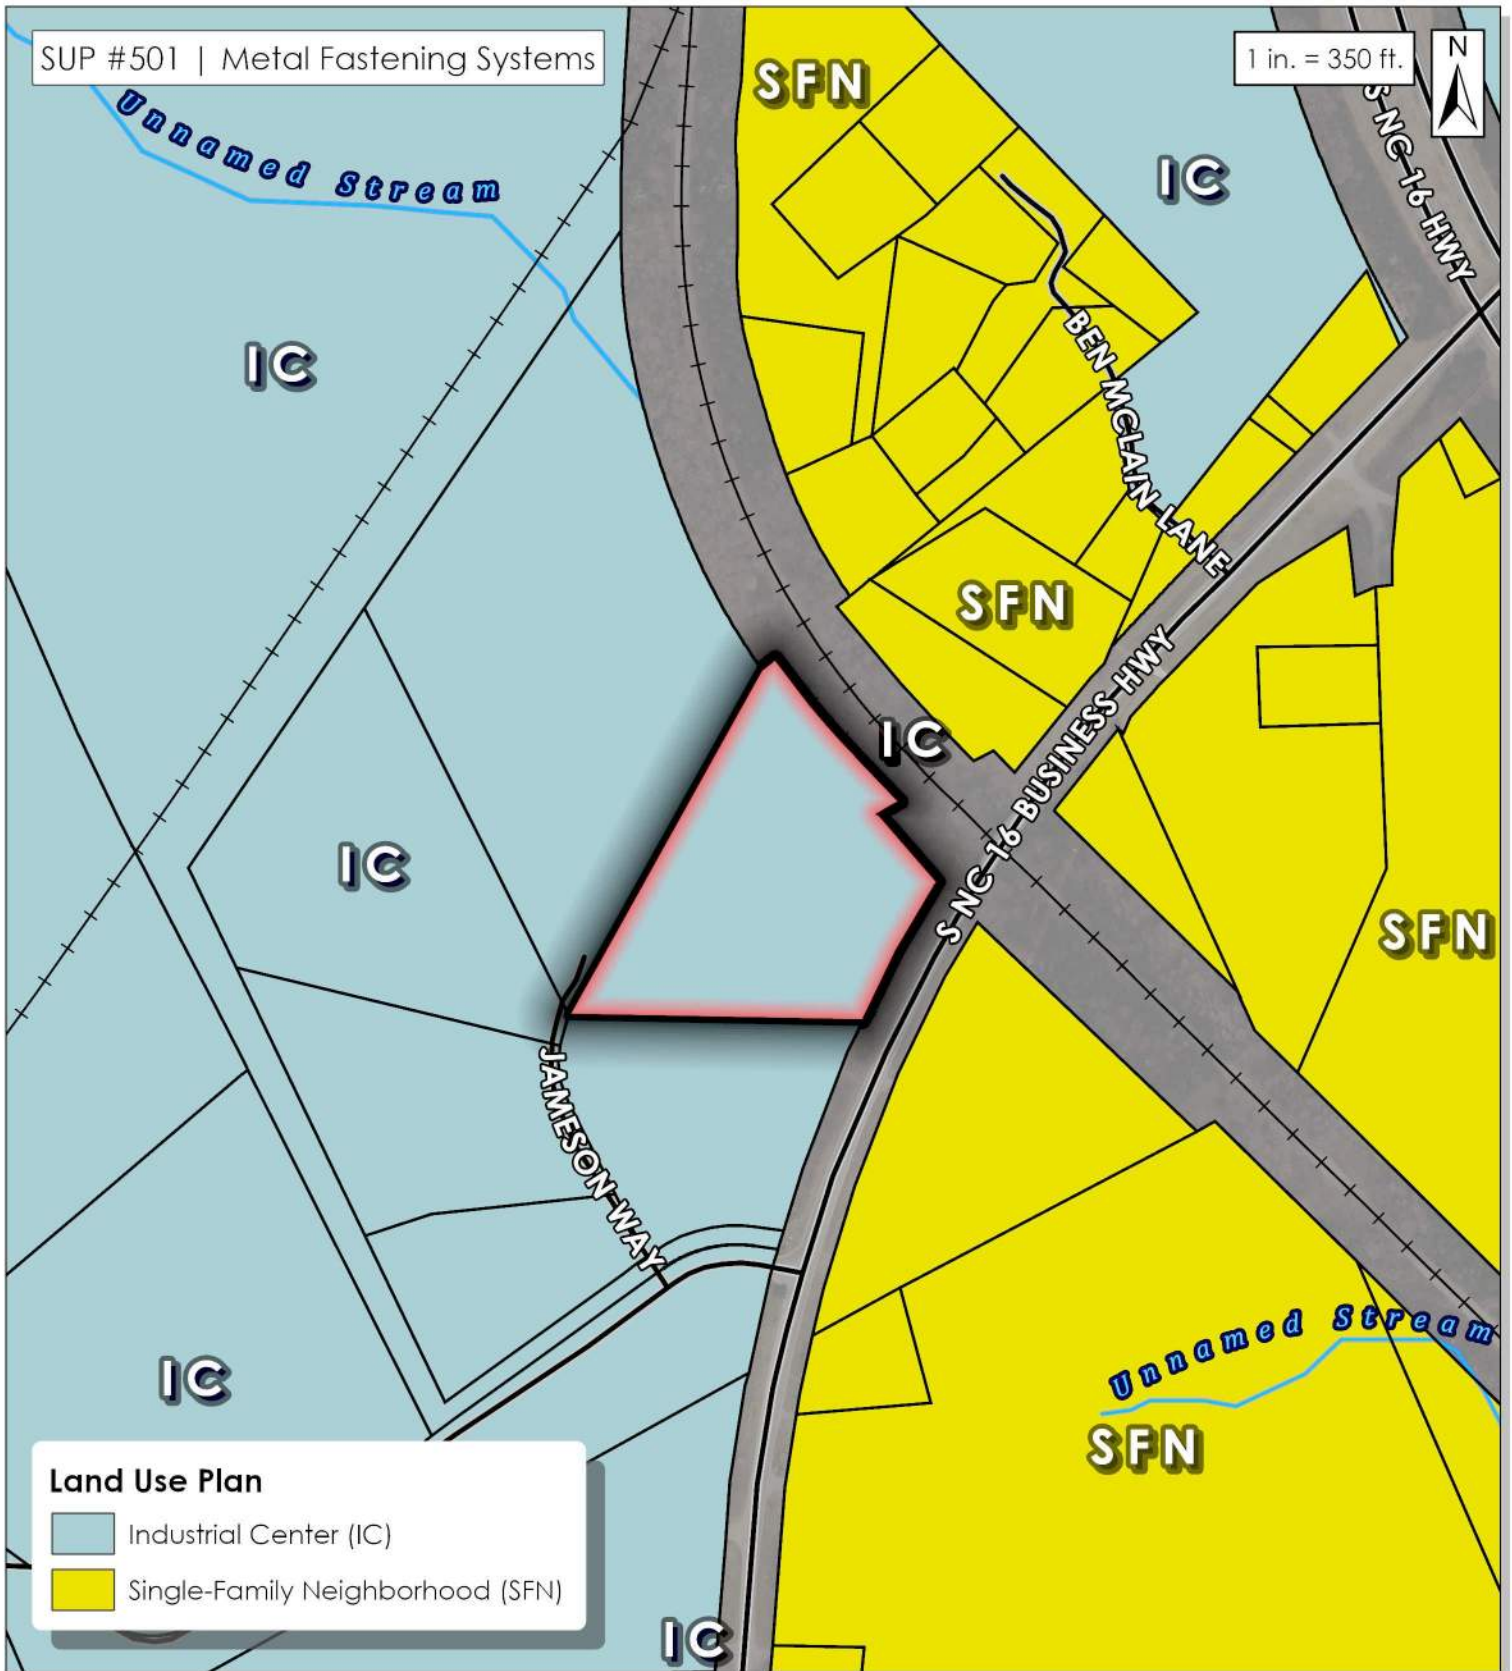 SUP #501 | Metal Fastening Systems
1 in. = 350 ft.
N
SFN
S NC 16 HWY
Unnamed Stream
IC
IC
BEN MCLAIN LANE
SFN
S NC 16 BUSINESS HWY
IC
IC
SFN
JAMESON WAY
Unnamed Stream
IC
SFN
Land Use Plan
Industrial Center (IC)
Single-Family Neighborhood (SFN)
IC